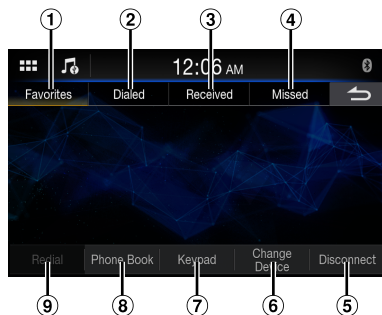 1 2 3 4
12:06 AM
Favorites Dialed Received Missed
Redial Phone Book Keypad Change Device Disconnect
9 8 7 6 5